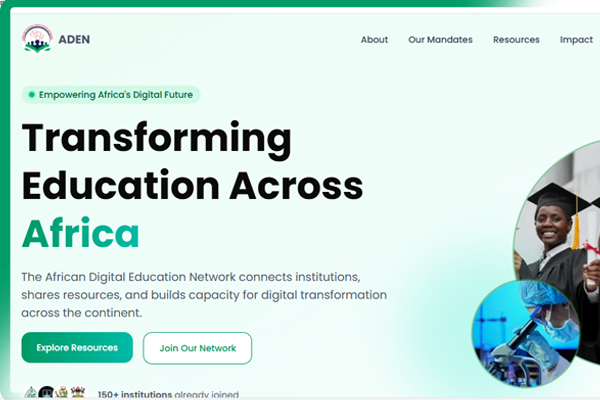 ADEN
About Our Mandates Resources Impact
Empowering Africa's Digital Future
Transforming
Education Across
Africa
The African Digital Education Network connects institutions,
shares resources, and builds capacity for digital transformation
across the continent.
Explore Resources Join Our Network
150+ institutions already joined